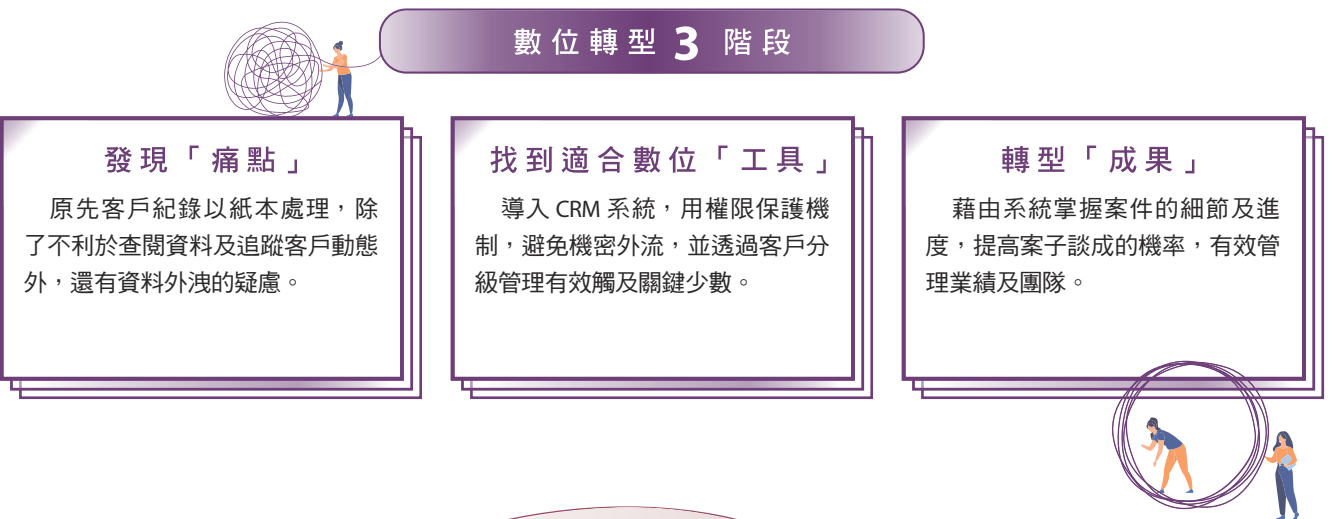 數位轉型 3 階段
發現「痛點」
原先客戶紀錄以紙本處理，除
了不利於查閱資料及追蹤客戶動態
外，還有資料外洩的疑慮。
找到適合數位「工具」
導入 CRM 系統，用權限保護機
制，避免機密外流，並透過客戶分
級管理有效觸及關鍵少數。
轉型「成果」
藉由系統掌握案件的細節及進
度，提高案子談成的機率，有效管
理業績及團隊。